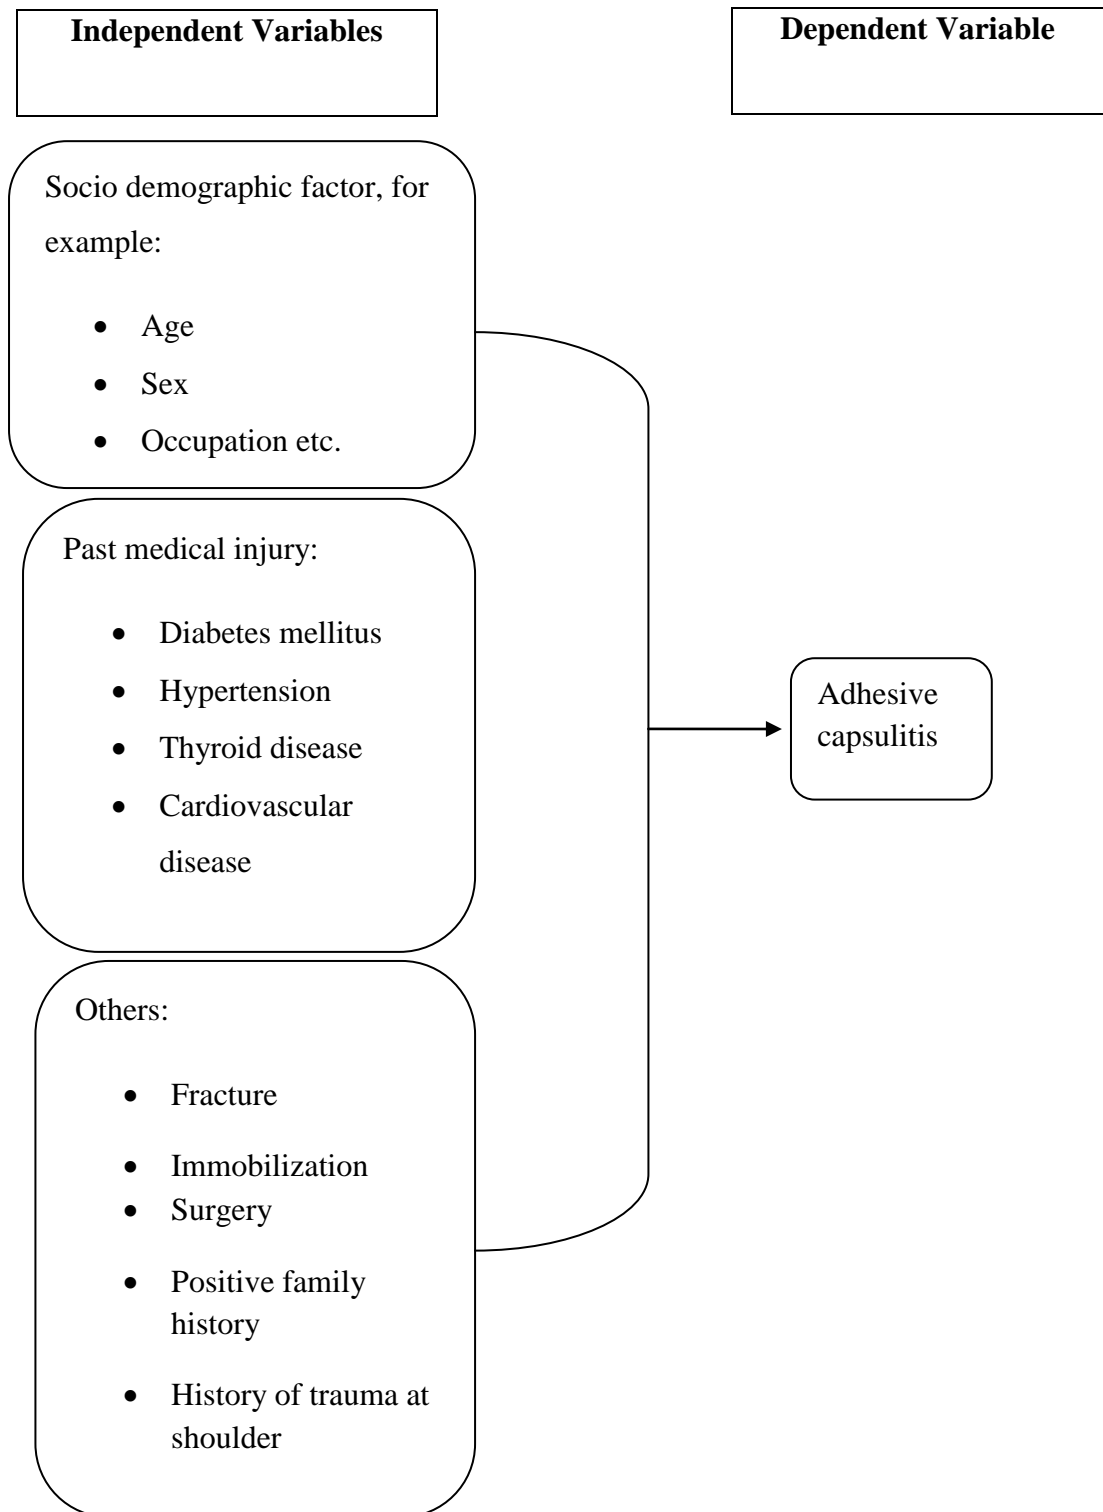 Independent Variables
Dependent Variable
Socio demographic factor, for
example:
• Age
• Sex
• Occupation etc.
Past medical injury:
• Diabetes mellitus
• Hypertension
• Thyroid disease
• Cardiovascular
disease
Adhesive
capsulitis
Others:
• Fracture
• Immobilization
• Surgery
• Positive family
history
• History of trauma at
shoulder